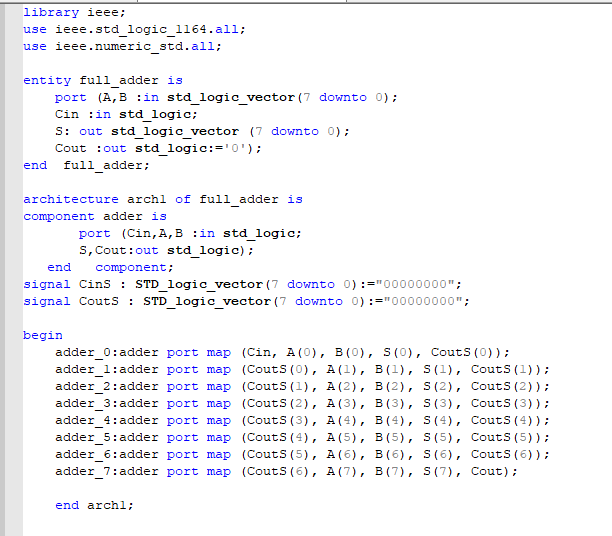 library ieee;
use ieee.std_logic_1164.all;
use ieee.numeric_std.all;

entity full_adder is
    port (A,B :in std_logic_vector(7 downto 0);
    Cin :in std_logic;
    S: out std_logic_vector (7 downto 0);
    Cout :out std_logic:='0');
end  full_adder;

architecture arch1 of full_adder is
component adder is
       port (Cin,A,B :in std_logic;
       S,Cout:out std_logic);
   end   component;
signal CinS : STD_logic_vector(7 downto 0):="00000000";
signal CoutS : STD_logic_vector(7 downto 0):="00000000";

begin
    adder_0:adder port map (Cin, A(0), B(0), S(0), CoutS(0));
    adder_1:adder port map (CoutS(0), A(1), B(1), S(1), CoutS(1));
    adder_2:adder port map (CoutS(1), A(2), B(2), S(2), CoutS(2));
    adder_3:adder port map (CoutS(2), A(3), B(3), S(3), CoutS(3));
    adder_4:adder port map (CoutS(3), A(4), B(4), S(4), CoutS(4));
    adder_5:adder port map (CoutS(4), A(5), B(5), S(5), CoutS(5));
    adder_6:adder port map (CoutS(5), A(6), B(6), S(6), CoutS(6));
    adder_7:adder port map (CoutS(6), A(7), B(7), S(7), Cout);

    end arch1;